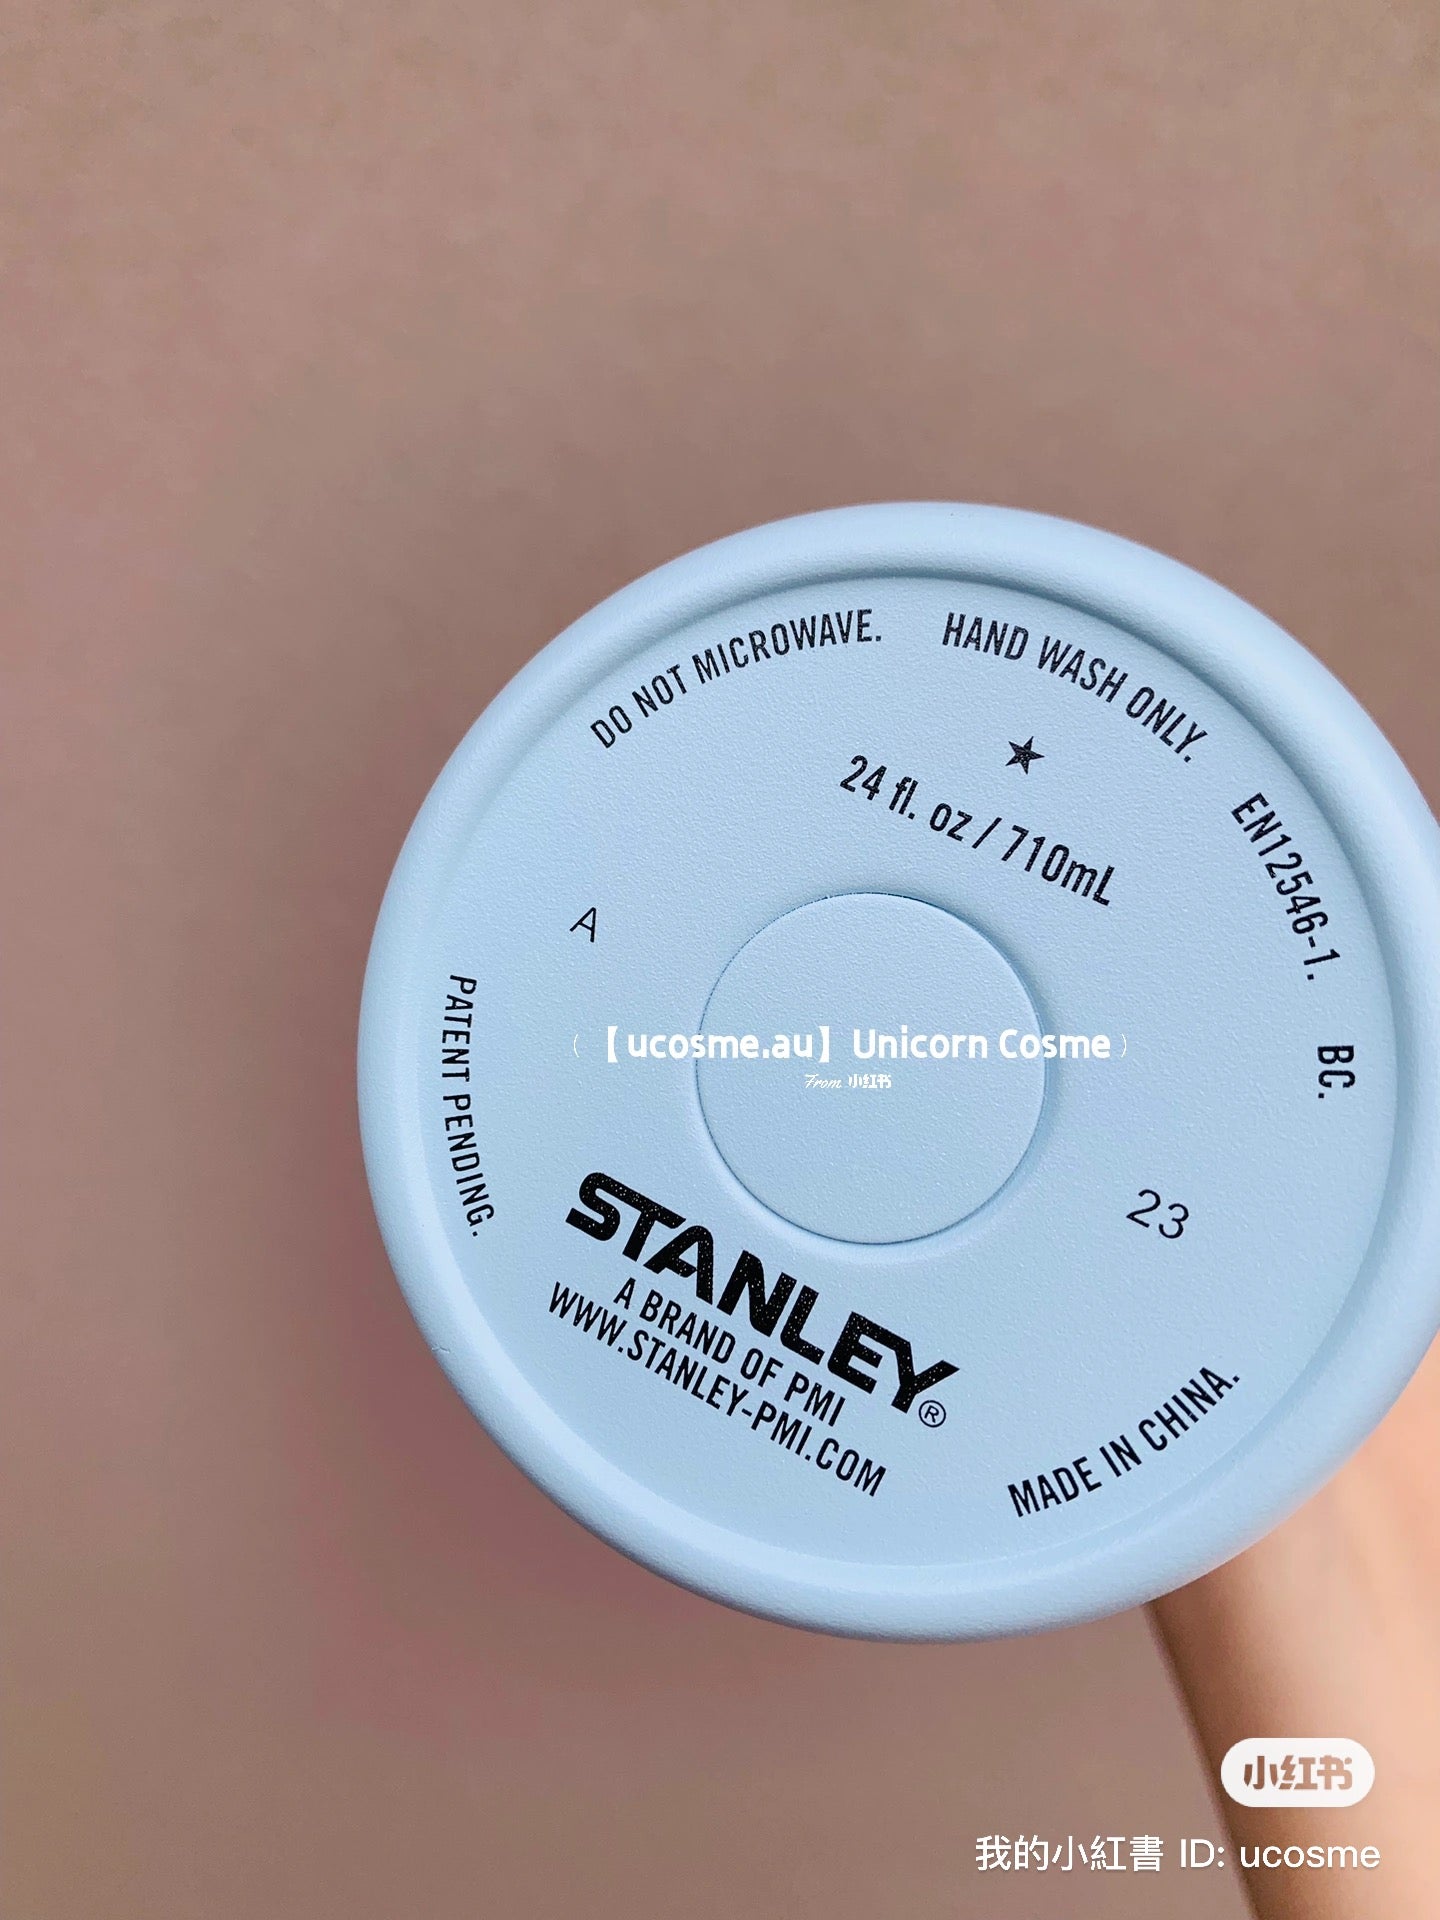 DO NOT MICROWAVE.
HAND WASH ONLY.
24 fl. oz / 710mL
EN12546-1.
BC.
A
PATENT PENDING.
﹙【ucosme.au】Unicorn Cosme﹚
From 小红书
23
STANLEY®
A BRAND OF PMI
WWW.STANLEY-PMI.COM
MADE IN CHINA.
小红书
我的小紅書 ID: ucosme